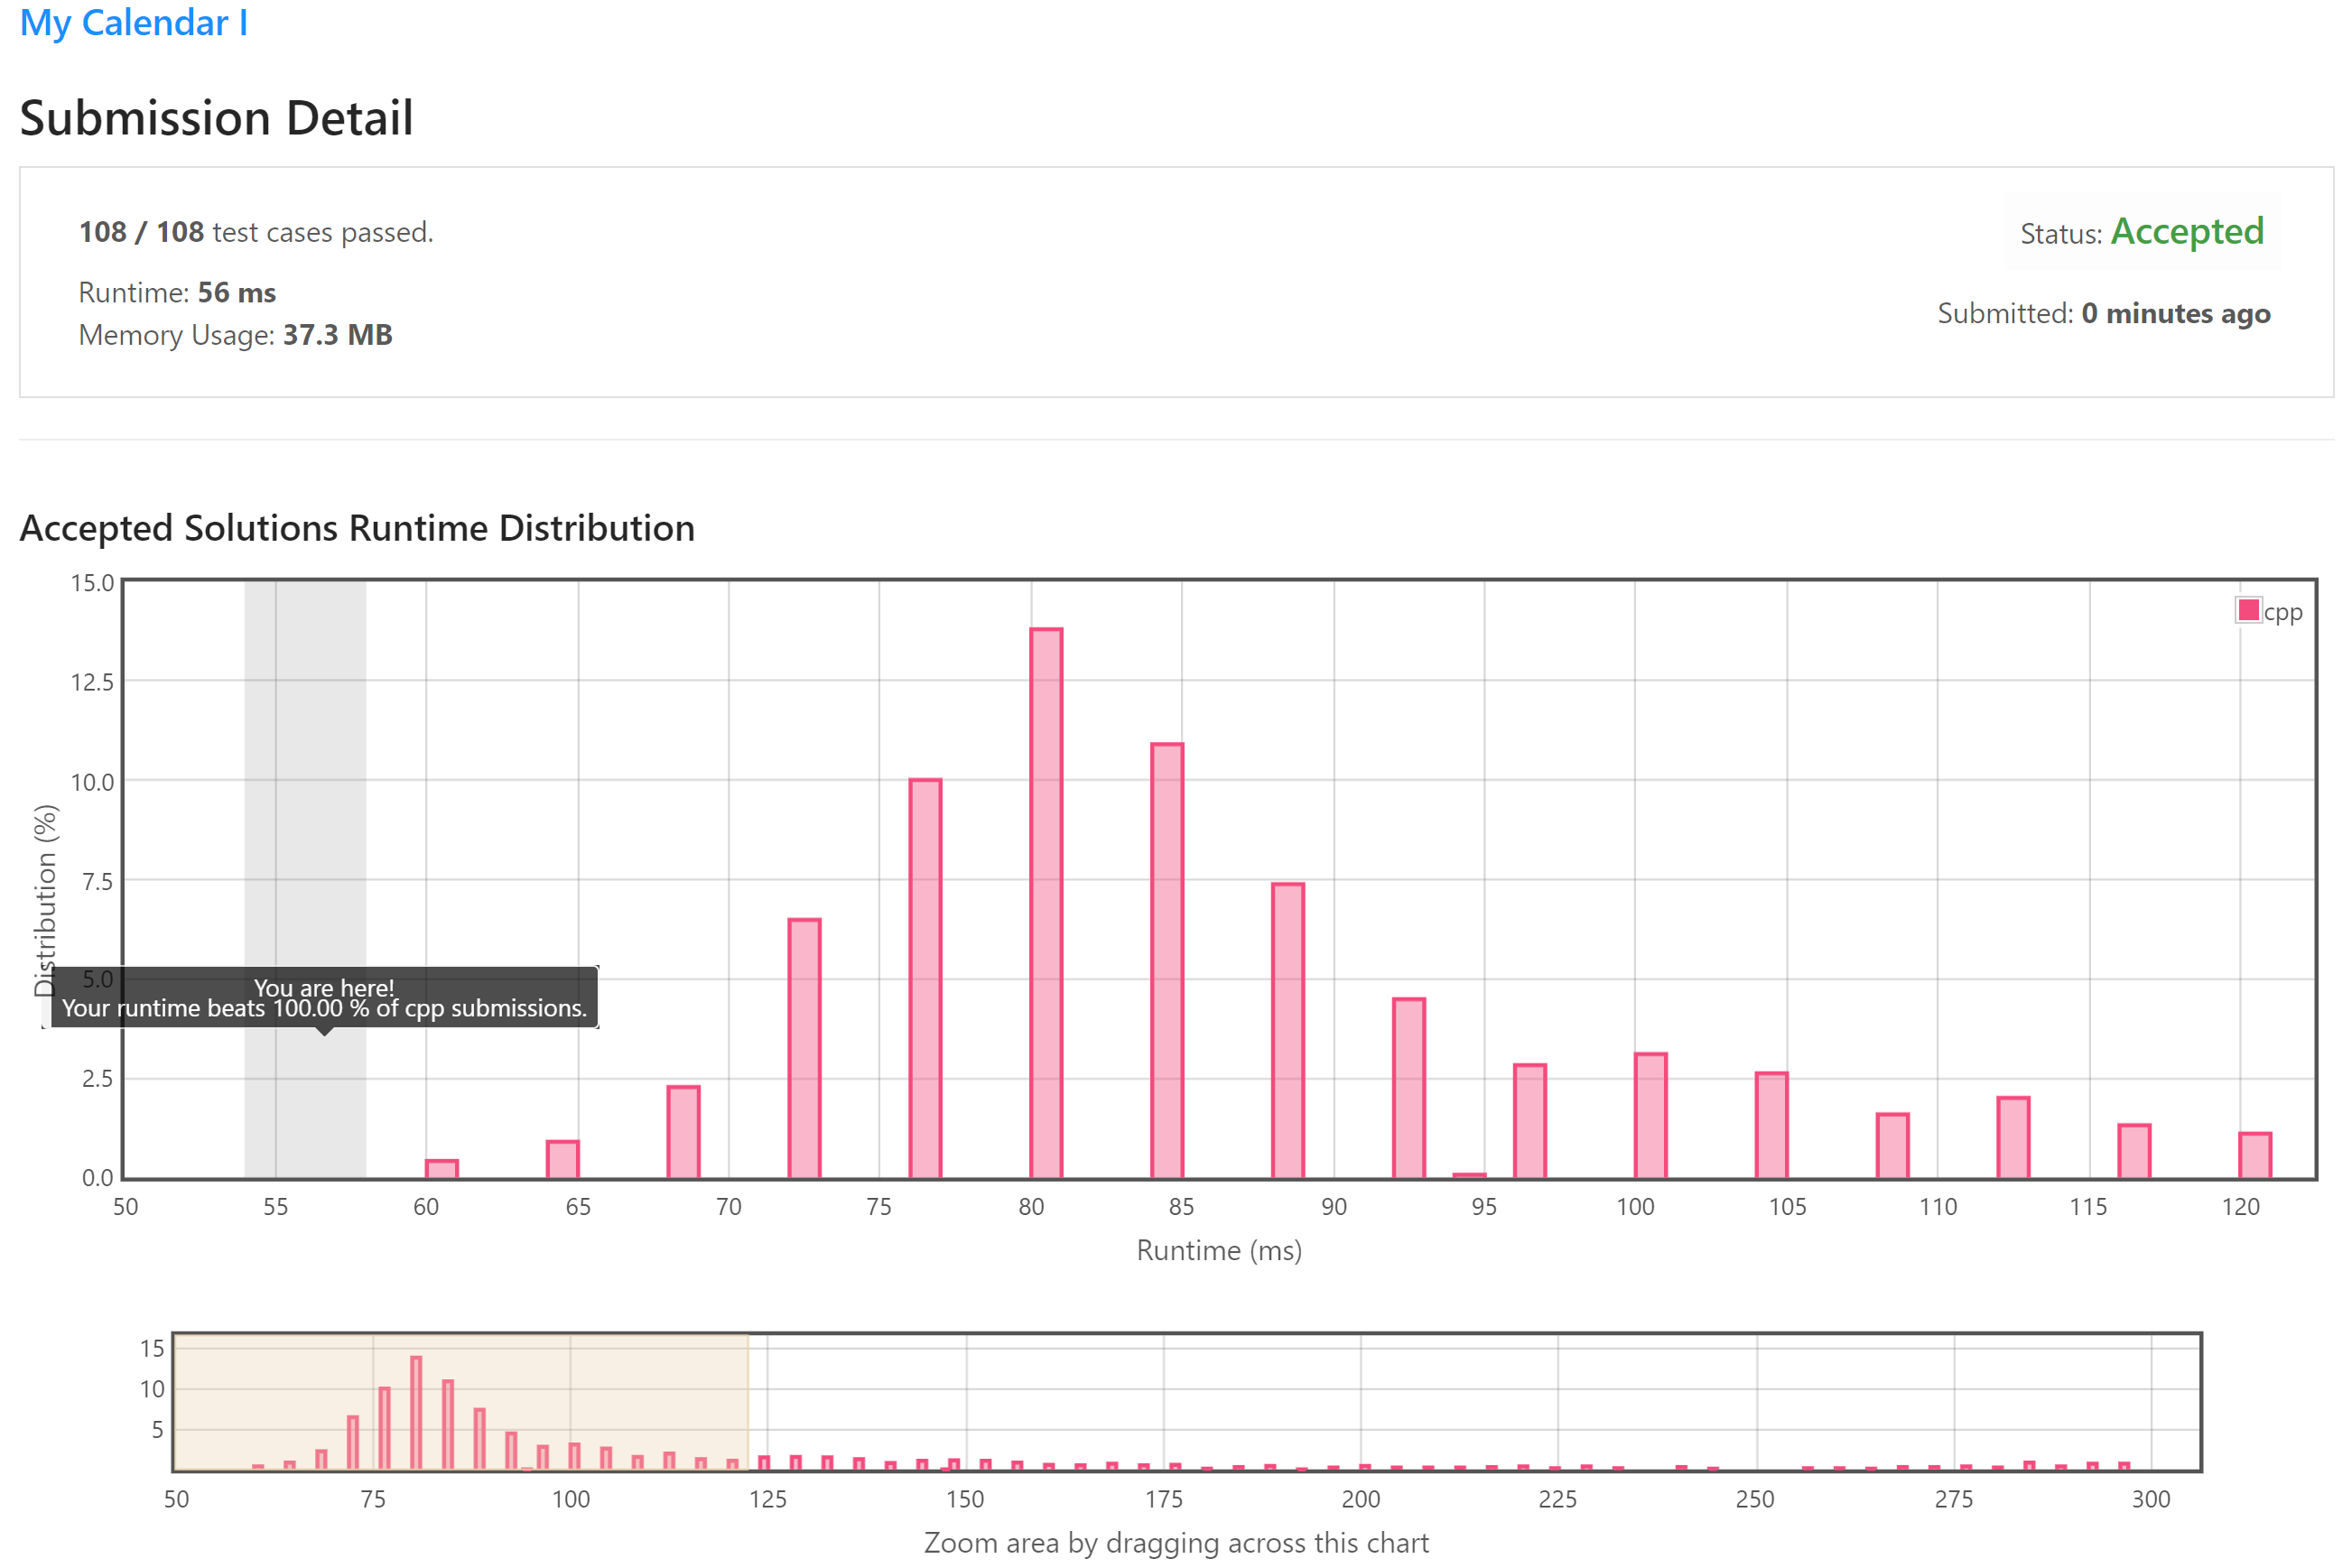 My Calendar I
Submission Detail
108 / 108 test cases passed.
Status: Accepted
Runtime: 56 ms
Memory Usage: 37.3 MB
Submitted: 0 minutes ago
Accepted Solutions Runtime Distribution
15.0
12.5
10.0
7.5
5.0
2.5
0.0
Distribution (%)
cpp
You are here!
Your runtime beats 100.00 % of cpp submissions.
50 55 60 65 70 75 80 85 90 95 100 105 110 115 120
Runtime (ms)
15
10
5
50 75 100 125 150 175 200 225 250 275 300
Zoom area by dragging across this chart